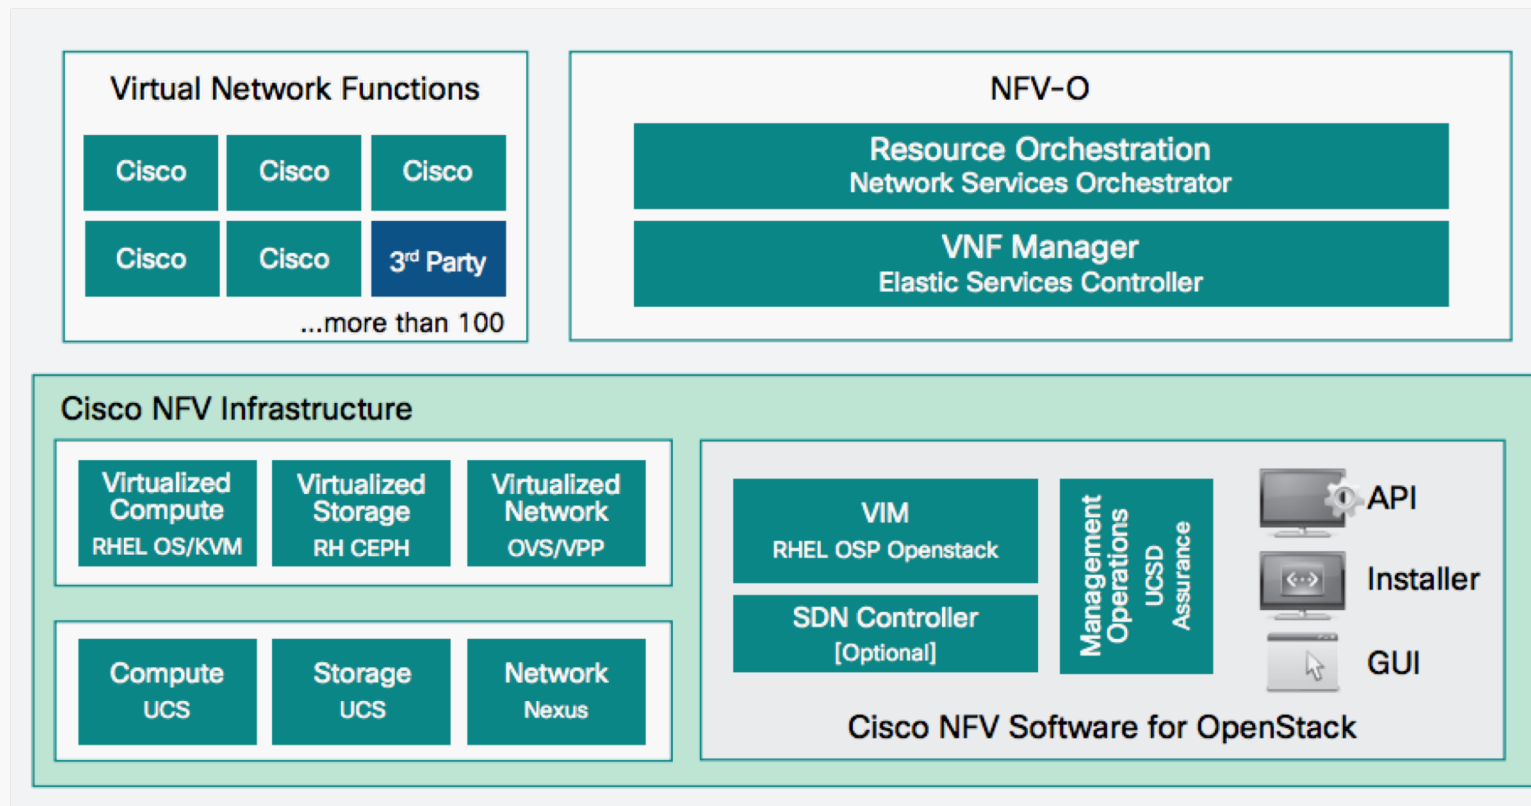 Virtual Network Functions
Cisco
Cisco
Cisco
Cisco
Cisco
3rd Party
...more than 100
NFV-O
Resource Orchestration
Network Services Orchestrator
VNF Manager
Elastic Services Controller
Cisco NFV Infrastructure
Virtualized
Compute
RHEL OS/KVM
Virtualized
Storage
RH CEPH
Virtualized
Network
OVS/VPP
Compute
UCS
Storage
UCS
Network
Nexus
VIM
RHEL OSP Openstack
SDN Controller
[Optional]
Management
Operations
UCSD
Assurance
API
Installer
GUI
Cisco NFV Software for OpenStack